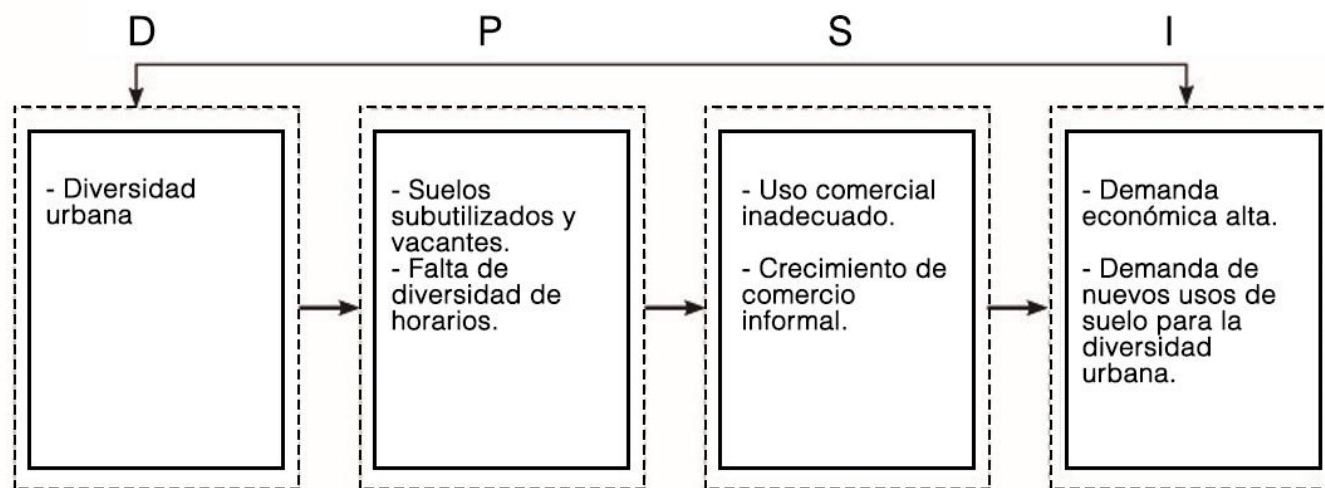 D
P
S
I
- Diversidad
urbana
- Suelos
subutilizados y
vacantes.
- Falta de
diversidad de
horarios.
- Uso comercial
inadecuado.
- Crecimiento de
comercio
informal.
- Demanda
económica alta.
- Demanda de
nuevos usos de
suelo para la
diversidad
urbana.